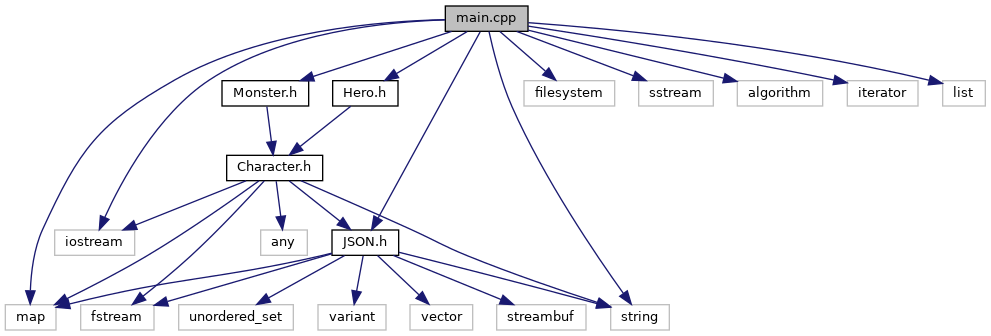 main.cpp
Monster.h
Hero.h
filesystem
sstream
algorithm
iterator
list
Character.h
iostream
any
JSON.h
map
fstream
unordered_set
variant
vector
streambuf
string